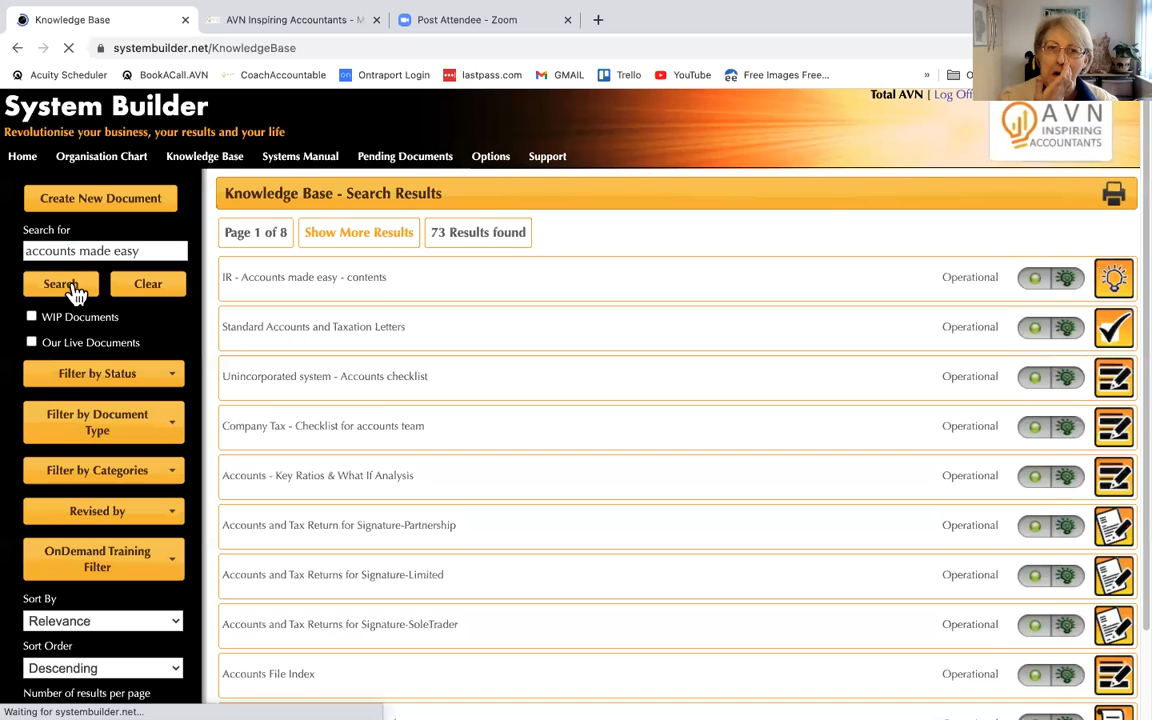 Knowledge Base
AVN Inspiring Accountants - M
Post Attendee - Zoom
systembuilder.net/KnowledgeBase
Acuity Scheduler
BookACall.AVN
CoachAccountable
Ontraport Login
lastpass.com
GMAIL
Trello
YouTube
Free Images Free...
»
System Builder
Revolutionise your business, your results and your life
Total AVN | Log Off
AVN
INSPIRING
ACCOUNTANTS
Home
Organisation Chart
Knowledge Base
Systems Manual
Pending Documents
Options
Support
Create New Document
Search for
accounts made easy
Search
Clear
WIP Documents
Our Live Documents
Filter by Status
Filter by Document
Type
Filter by Categories
Revised by
OnDemand Training
Filter
Sort By
Relevance
Sort Order
Descending
Number of results per page
Knowledge Base - Search Results
Page 1 of 8
Show More Results
73 Results found
IR - Accounts made easy - contents Operational
Standard Accounts and Taxation Letters Operational
Unincorporated system - Accounts checklist Operational
Company Tax - Checklist for accounts team Operational
Accounts - Key Ratios & What If Analysis Operational
Accounts and Tax Return for Signature-Partnership Operational
Accounts and Tax Returns for Signature-Limited Operational
Accounts and Tax Returns for Signature-SoleTrader Operational
Accounts File Index Operational
Waiting for systembuilder.net...